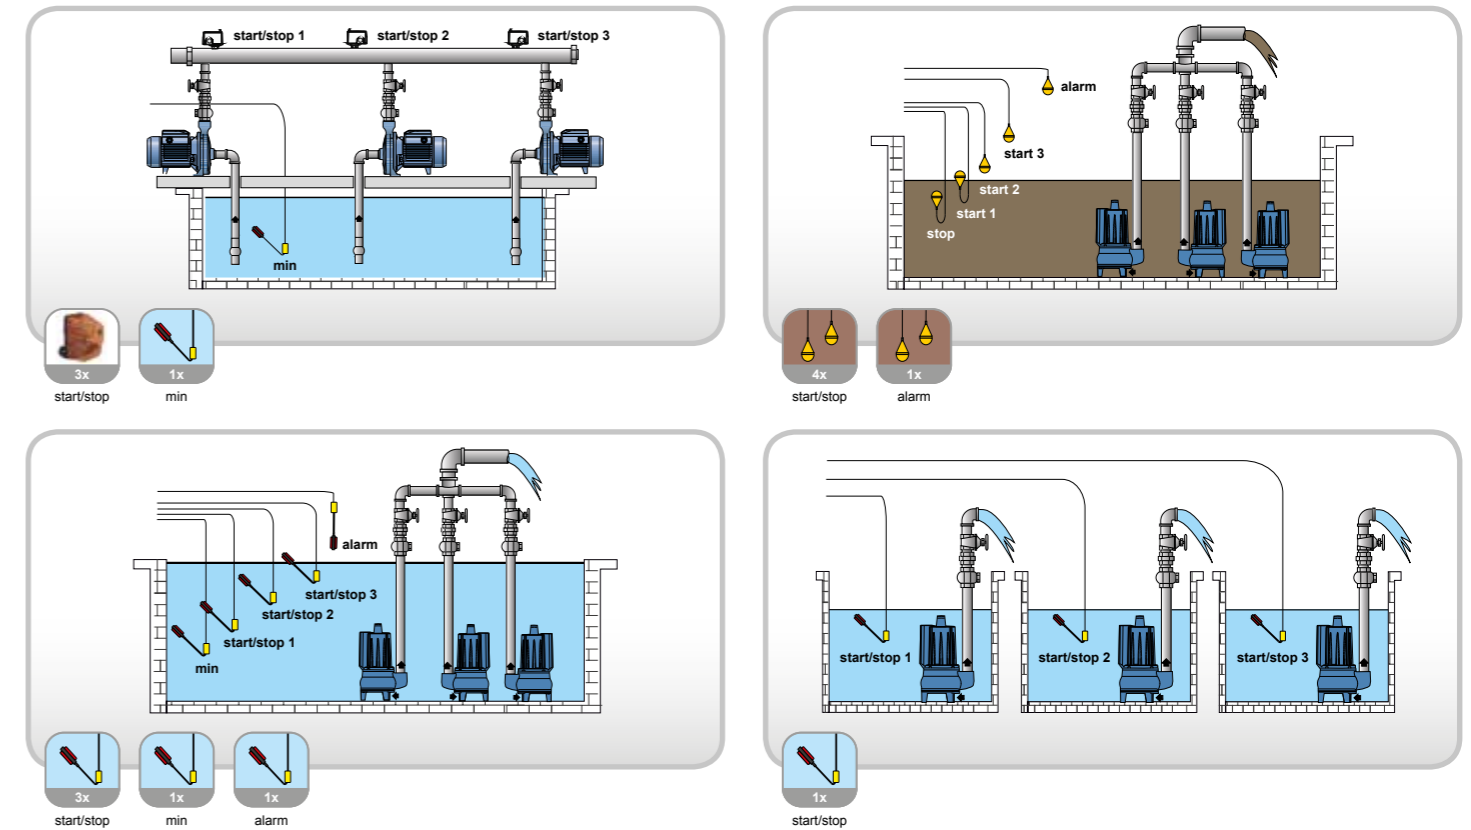 start/stop 1
start/stop 2
start/stop 3
min
3x
1x
start/stop
min
alarm
start 3
start 2
start 1
stop
4x
1x
start/stop
alarm
alarm
start/stop 3
start/stop 2
start/stop 1
min
3x
1x
1x
start/stop
min
alarm
start/stop 1
start/stop 2
start/stop 3
1x
start/stop